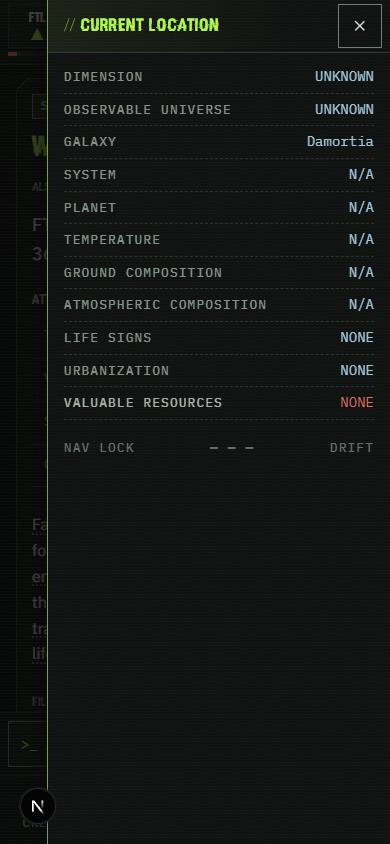 // CURRENT LOCATION ×
DIMENSION UNKNOWN
OBSERVABLE UNIVERSE UNKNOWN
GALAXY Damortia
SYSTEM N/A
PLANET N/A
TEMPERATURE N/A
GROUND COMPOSITION N/A
ATMOSPHERIC COMPOSITION N/A
LIFE SIGNS NONE
URBANIZATION NONE
VALUABLE RESOURCES NONE
NAV LOCK — — — DRIFT
>_
N